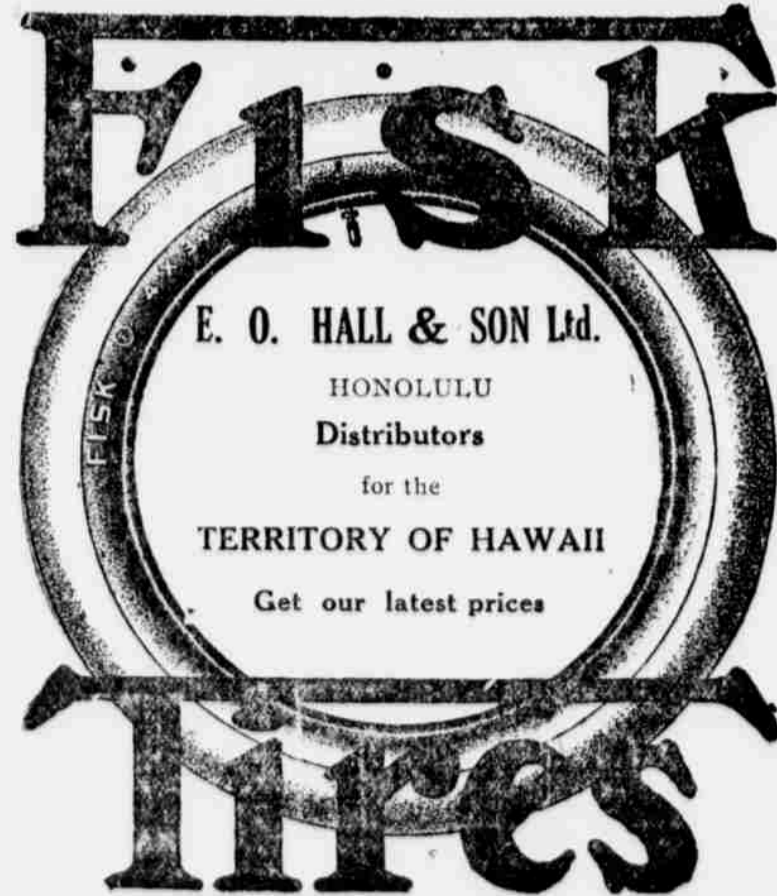 Fisk
E. O. HALL & SON Ltd.
HONOLULU
Distributors
for the
TERRITORY OF HAWAII
Get our latest prices
FISK
Tires